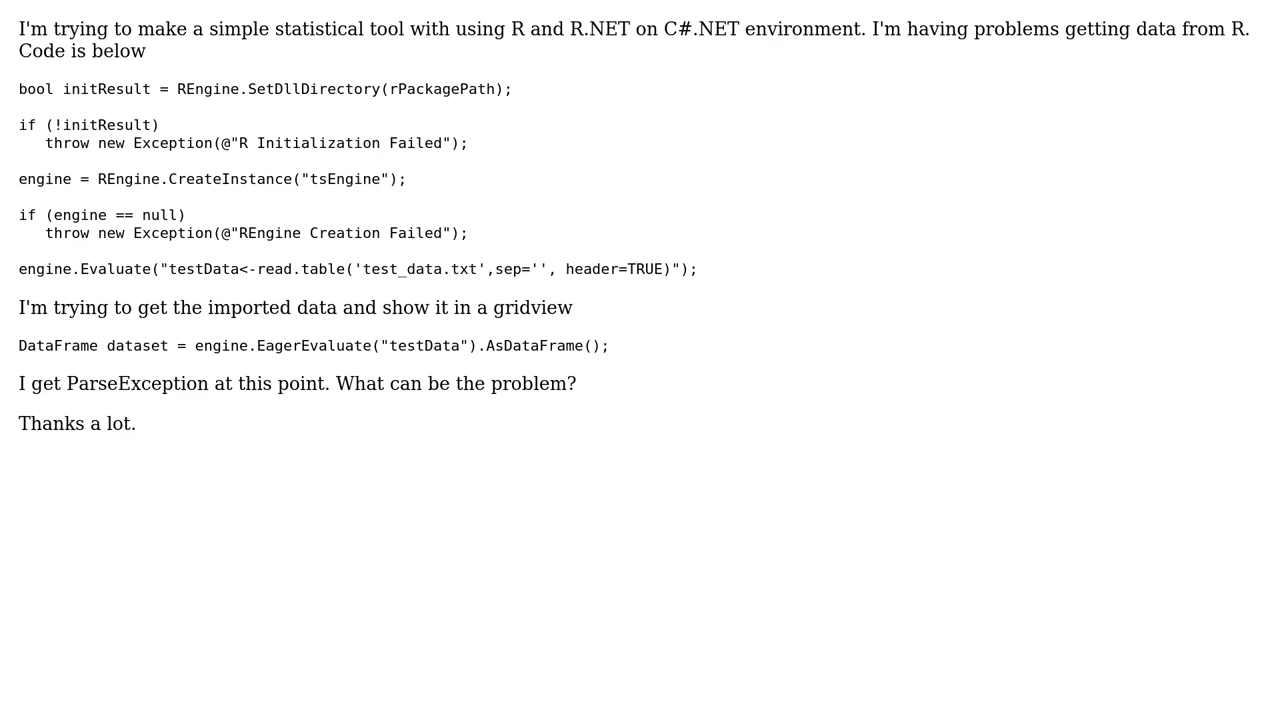 I'm trying to make a simple statistical tool with using R and R.NET on C#.NET environment. I'm having problems getting data from R.
Code is below
bool initResult = REngine.SetDllDirectory(rPackagePath);
if (!initResult)
   throw new Exception(@"R Initialization Failed");
engine = REngine.CreateInstance("tsEngine");
if (engine == null)
   throw new Exception(@"REngine Creation Failed");
engine.Evaluate("testData<-read.table('test_data.txt',sep='', header=TRUE)");
I'm trying to get the imported data and show it in a gridview
DataFrame dataset = engine.EagerEvaluate("testData").AsDataFrame();
I get ParseException at this point. What can be the problem?
Thanks a lot.